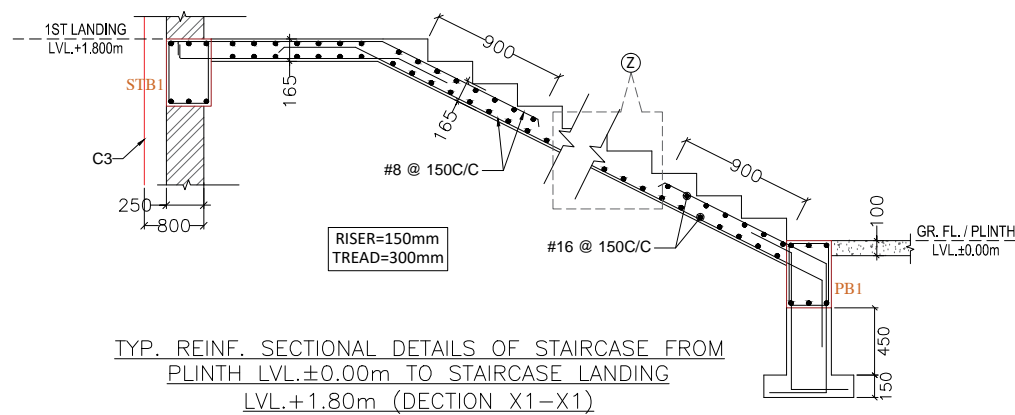 1ST LANDING
LVL.+1.800m
STB1
C3
250
800
165
165
900
#8 @ 150C/C
Z
900
#16 @ 150C/C
RISER=150mm
TREAD=300mm
100
GR. FL. / PLINTH
LVL.±0.00m
PB1
450
150
TYP. REINF. SECTIONAL DETAILS OF STAIRCASE FROM
PLINTH LVL.±0.00m TO STAIRCASE LANDING
LVL.+1.80m (DECTION X1-X1)